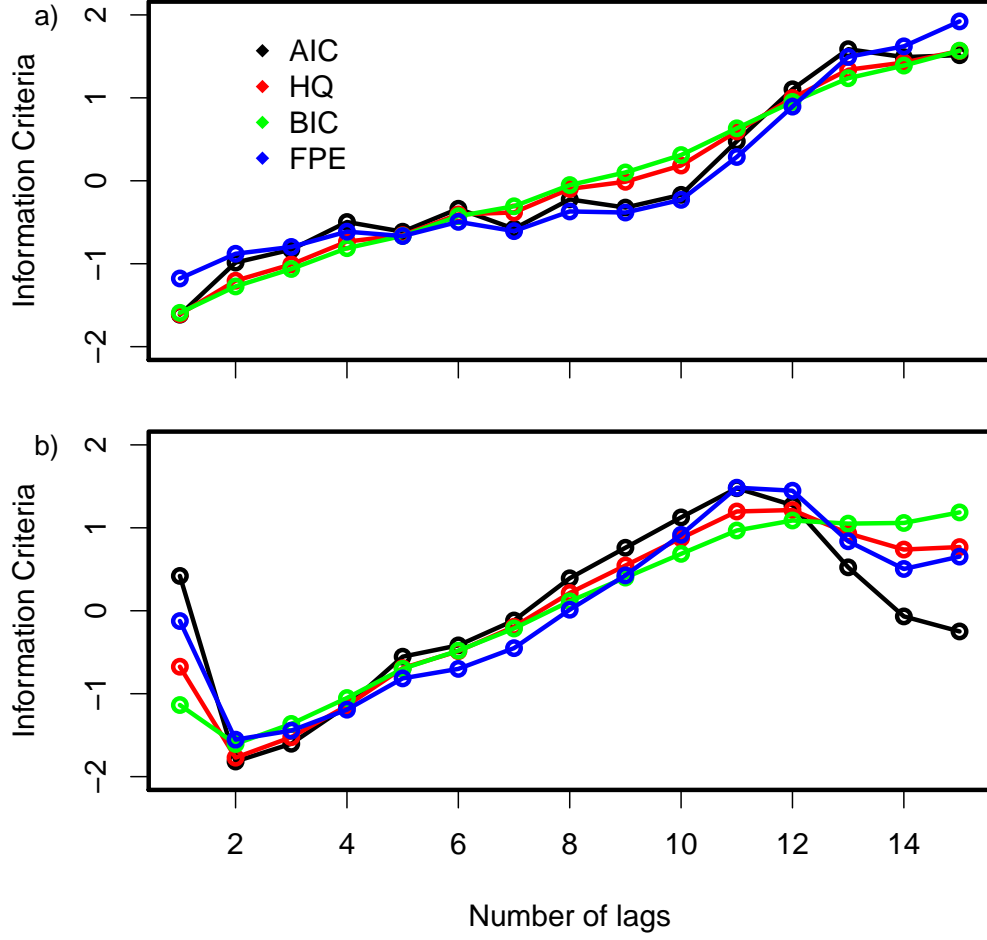 a)
Information Criteria
2
1
0
−1
−2
AIC
HQ
BIC
FPE
b)
Information Criteria
2
1
0
−1
−2
2 4 6 8 10 12 14
Number of lags